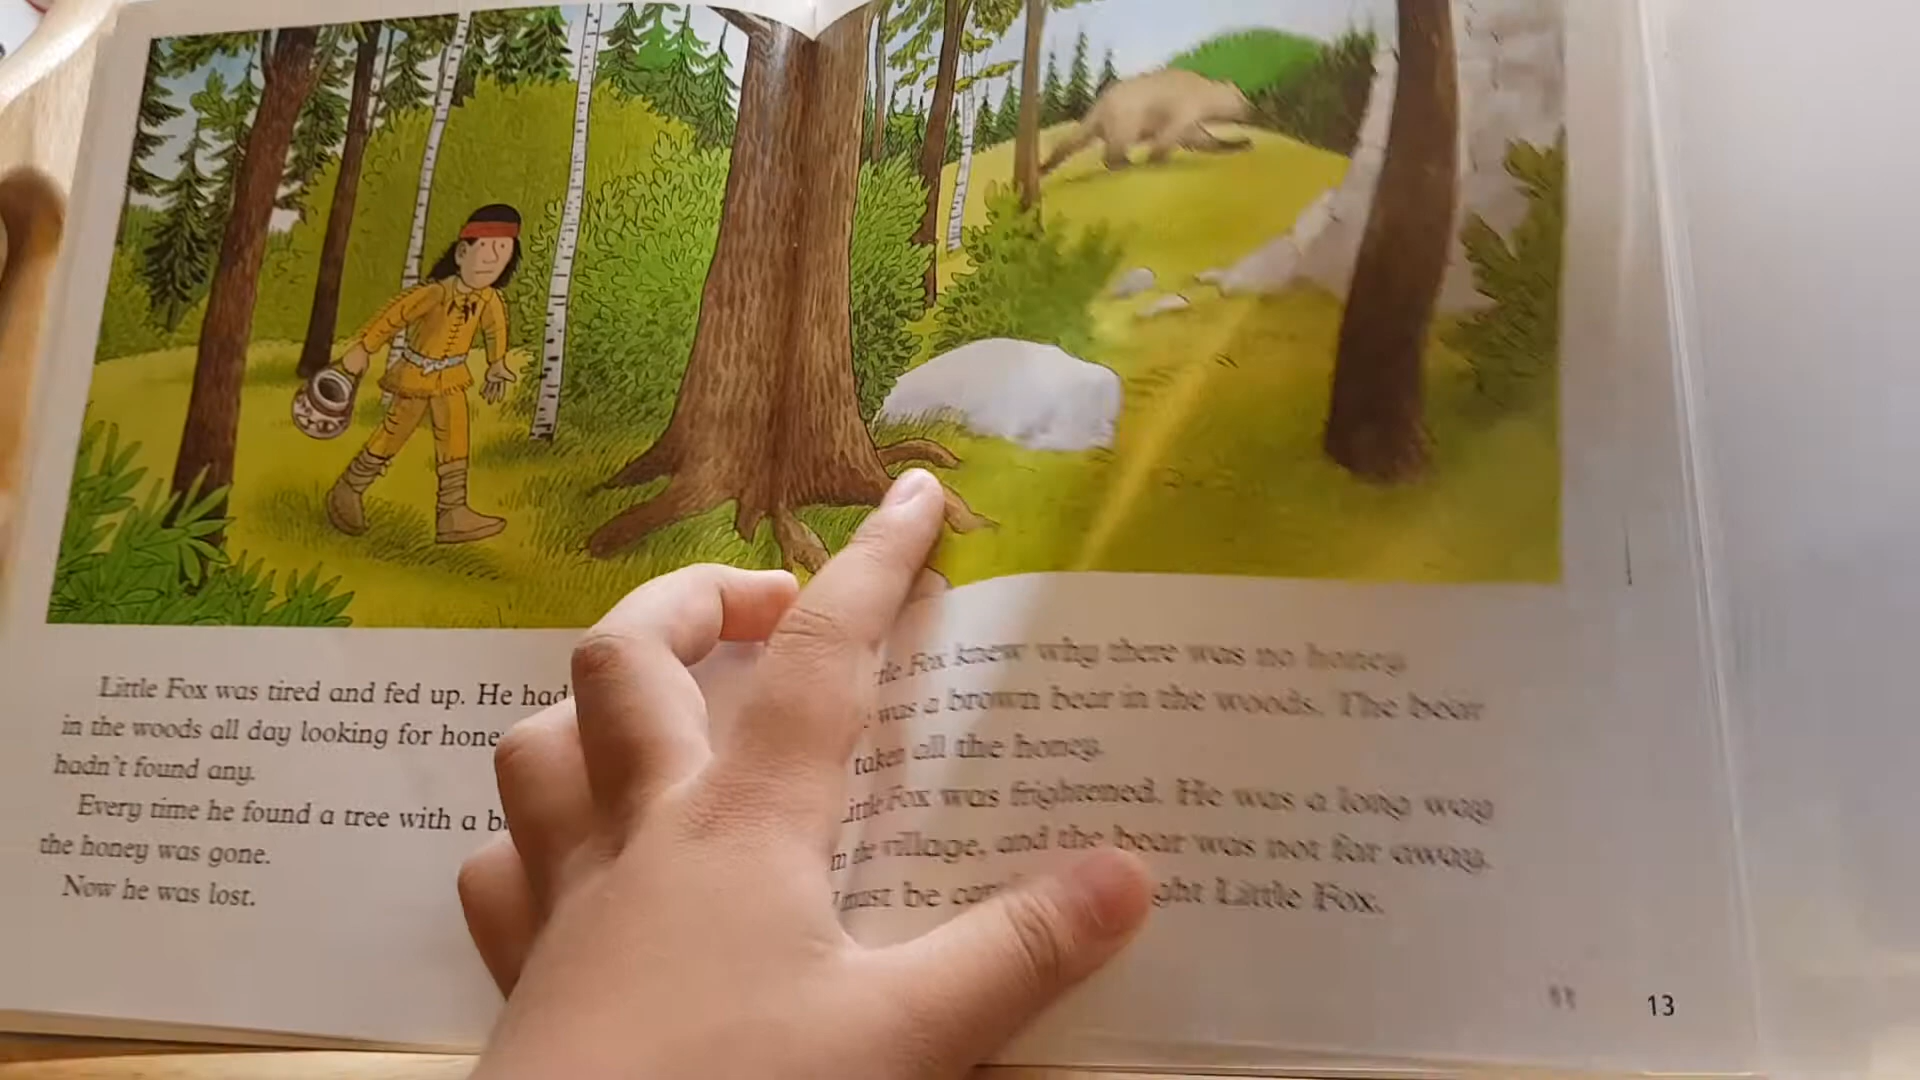 Little Fox was tired and fed up. He had
in the woods all day looking for
hadn't found any.
Every time he found a tree with a
the honey was gone.
Now he was lost.
Fox knew why there was no honey.
was a brown bear in the woods. The bear
taken all the honey.
Little Fox was frightened. He was a long way
the village, and the bear was not far away.
must be Little Fox.
13